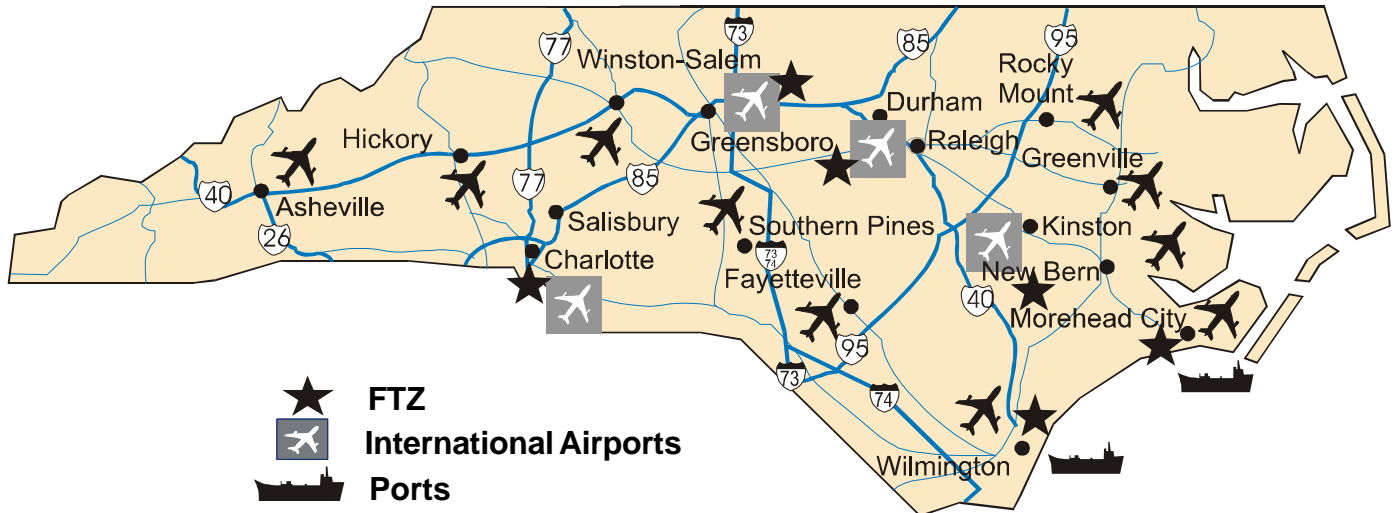 77
73
85
95
Winston-Salem
Rocky
Mount
Durham
Hickory
Greensboro
Raleigh
Greenville
40
Asheville
77
85
Salisbury
Southern Pines
Kinston
26
Charlotte
73
74
Fayetteville
New Bern
40
Morehead City
95
73
74
Wilmington
FTZ
International Airports
Ports